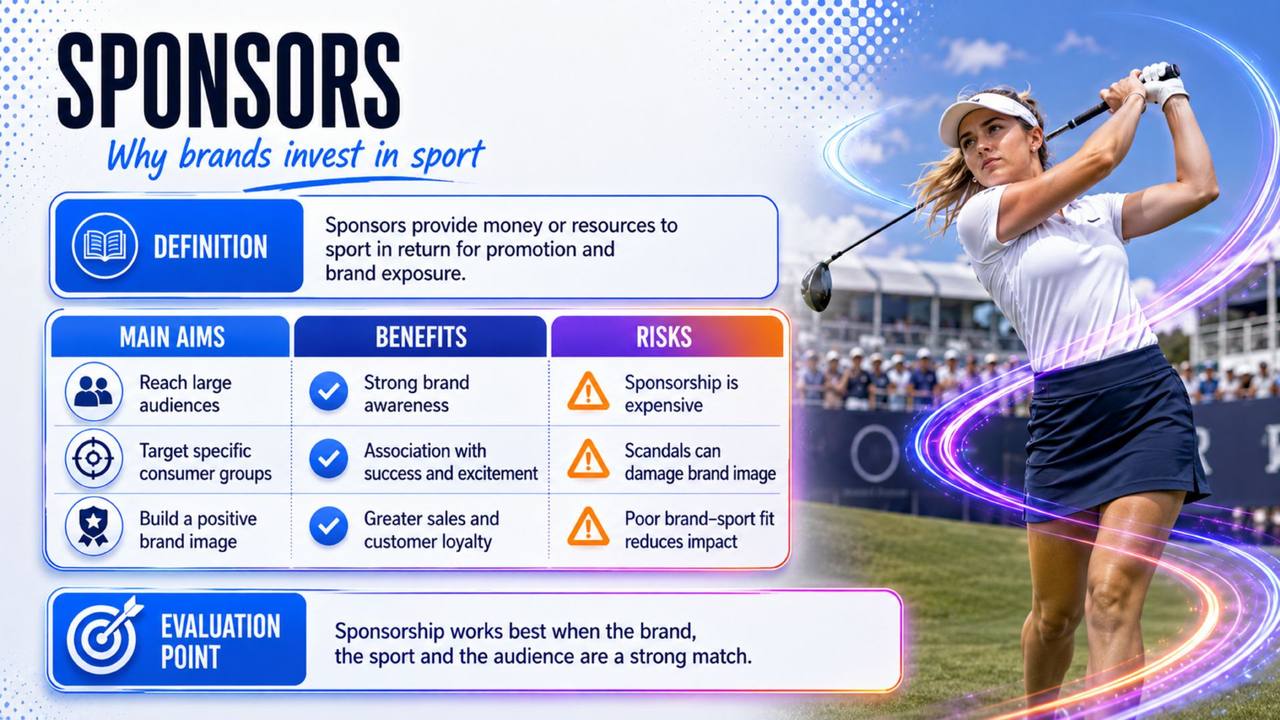 SPONSORS
Why brands invest in sport
DEFINITION
Sponsors provide money or resources to
sport in return for promotion and
brand exposure.
MAIN AIMS
BENEFITS
RISKS
Reach large
audiences
Strong brand
awareness
Sponsorship is
expensive
Target specific
consumer groups
Association with
success and excitement
Scandals can
damage brand image
Build a positive
brand image
Greater sales and
customer loyalty
Poor brand–sport fit
reduces impact
EVALUATION
POINT
Sponsorship works best when the brand,
the sport and the audience are a strong match.